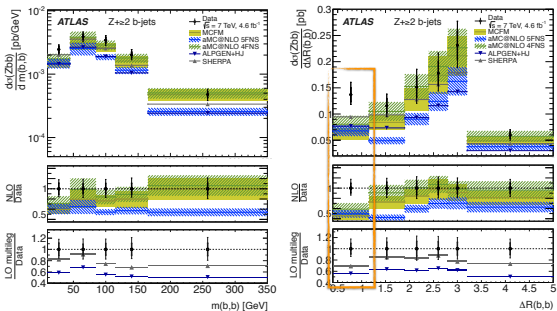 ATLAS Z+≥2 b-jets
Data
√s = 7 TeV, 4.6 fb⁻¹
MCFM
aMC@NLO 5FNS
aMC@NLO 4FNS
ALPGEN+HJ
SHERPA
dσ(Zbb)/d m(b,b) [pb/GeV]
10⁻²
10⁻³
10⁻⁴
NLO/Data
1
0.5
LO multileg/Data
1.2
1
0.8
0.6
0.4
0 50 100 150 200 250 300 350
m(b,b) [GeV]
ATLAS Z+≥2 b-jets
Data
√s = 7 TeV, 4.6 fb⁻¹
MCFM
aMC@NLO 5FNS
aMC@NLO 4FNS
ALPGEN+HJ
SHERPA
dσ(Zbb)/dΔR(b,b) [pb]
0.3
0.25
0.2
0.15
0.1
0.05
NLO/Data
1
0.5
LO multileg/Data
1.2
1
0.8
0.6
0.4
0.5 1 1.5 2 2.5 3 3.5 4 4.5 5
ΔR(b,b)